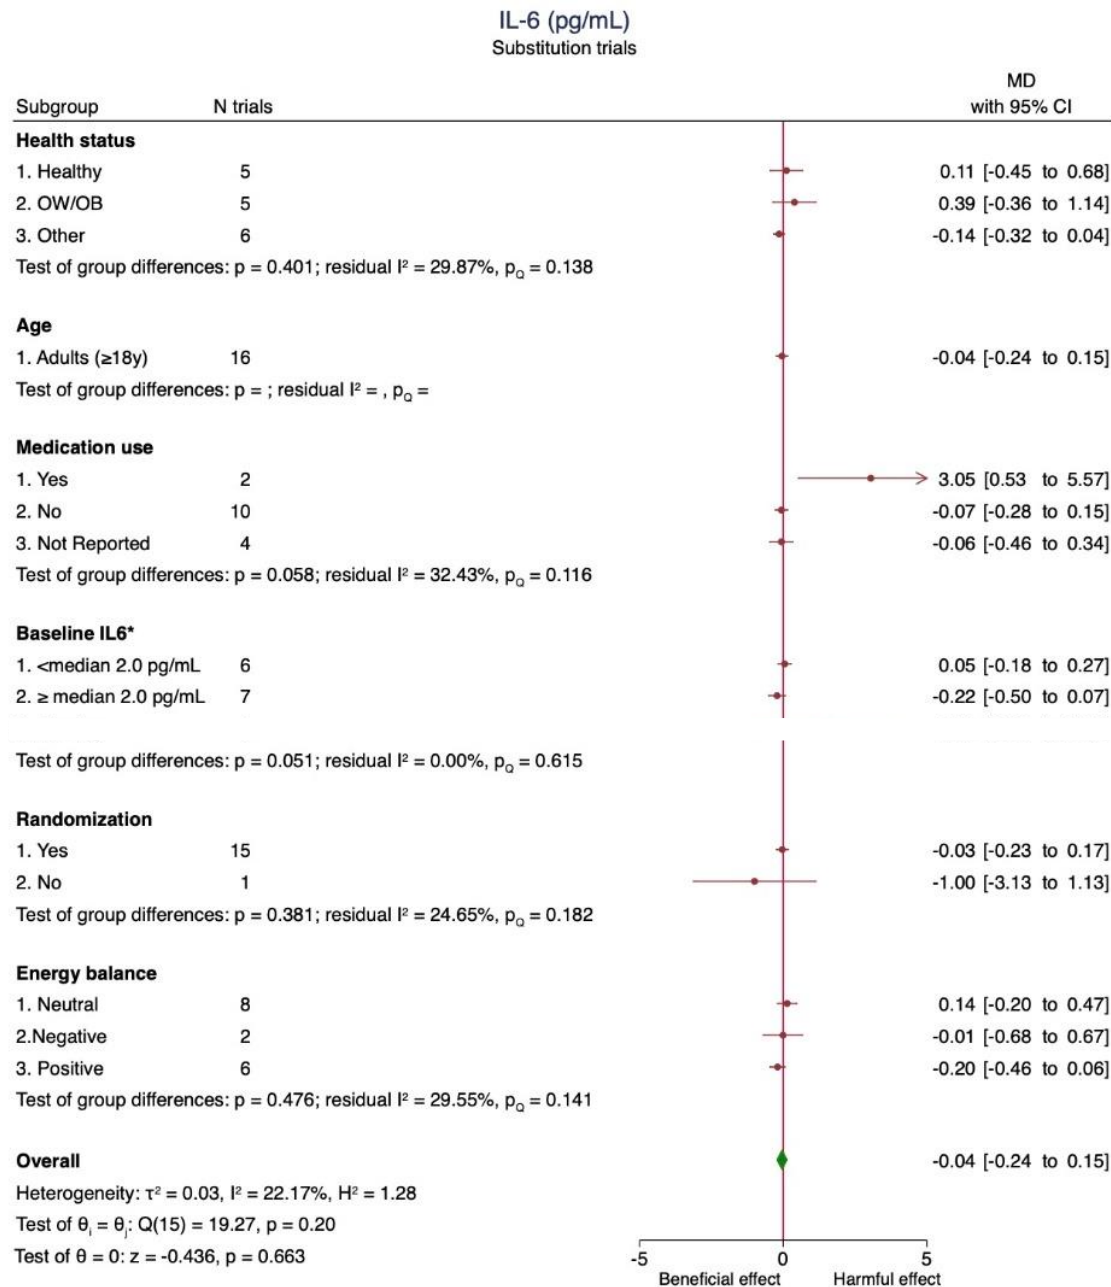 IL-6 (pg/mL)
Substitution trials
MD
Subgroup N trials with 95% CI
Health status
1. Healthy 5 0.11 [-0.45 to 0.68]
2. OW/OB 5 0.39 [-0.36 to 1.14]
3. Other 6 -0.14 [-0.32 to 0.04]
Test of group differences: p = 0.401; residual I² = 29.87%, pQ = 0.138
Age
1. Adults (≥18y) 16 -0.04 [-0.24 to 0.15]
Test of group differences: p = ; residual I² = , pQ =
Medication use
1. Yes 2 3.05 [0.53 to 5.57]
2. No 10 -0.07 [-0.28 to 0.15]
3. Not Reported 4 -0.06 [-0.46 to 0.34]
Test of group differences: p = 0.058; residual I² = 32.43%, pQ = 0.116
Baseline IL6*
1. <median 2.0 pg/mL 6 0.05 [-0.18 to 0.27]
2. ≥ median 2.0 pg/mL 7 -0.22 [-0.50 to 0.07]
Test of group differences: p = 0.051; residual I² = 0.00%, pQ = 0.615
Randomization
1. Yes 15 -0.03 [-0.23 to 0.17]
2. No 1 -1.00 [-3.13 to 1.13]
Test of group differences: p = 0.381; residual I² = 24.65%, pQ = 0.182
Energy balance
1. Neutral 8 0.14 [-0.20 to 0.47]
2.Negative 2 -0.01 [-0.68 to 0.67]
3. Positive 6 -0.20 [-0.46 to 0.06]
Test of group differences: p = 0.476; residual I² = 29.55%, pQ = 0.141
Overall -0.04 [-0.24 to 0.15]
Heterogeneity: τ² = 0.03, I² = 22.17%, H² = 1.28
Test of θi = θj: Q(15) = 19.27, p = 0.20
Test of θ = 0: z = -0.436, p = 0.663
-5 0 5
Beneficial effect Harmful effect